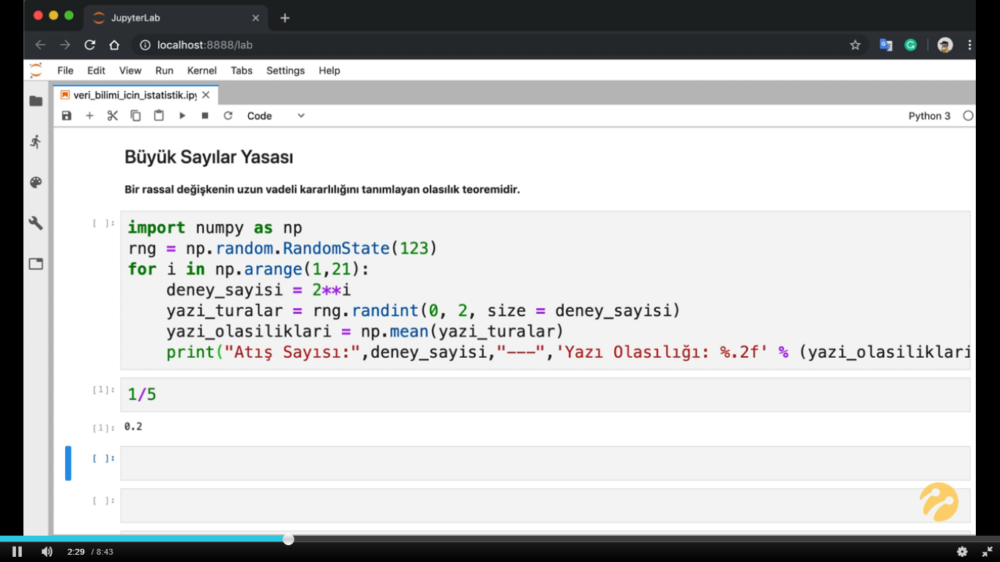 JupyterLab
localhost:8888/lab
File Edit View Run Kernel Tabs Settings Help
veri_bilimi_icin_istatistik.ipy
Code
Python 3
Büyük Sayılar Yasası
Bir rassal değişkenin uzun vadeli kararlılığını tanımlayan olasılık teoremidir.
[ ]:
import numpy as np
rng = np.random.RandomState(123)
for i in np.arange(1,21):
    deney_sayisi = 2**i
    yazi_turalar = rng.randint(0, 2, size = deney_sayisi)
    yazi_olasiliklari = np.mean(yazi_turalar)
    print("Atış Sayısı:",deney_sayisi,"---",'Yazı Olasılığı: %.2f' % (yazi_olasiliklari
[1]:
1/5
[1]:
0.2
[ ]:
[ ]:
2:29 / 8:43